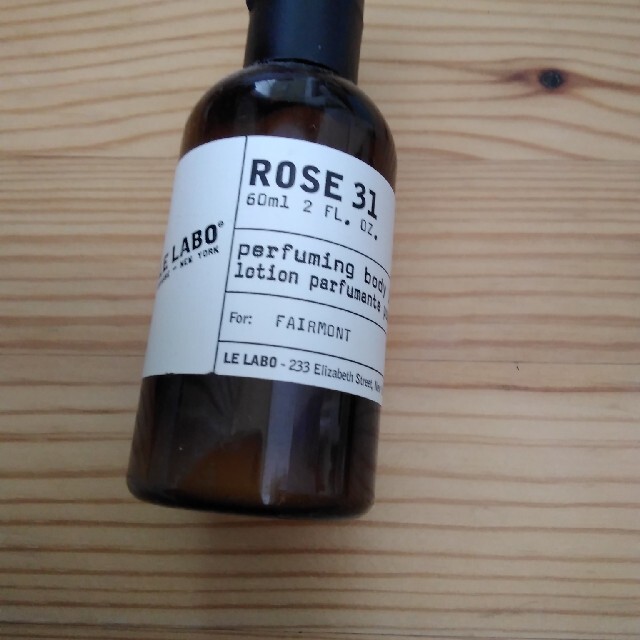 ROSE 31
60ml 2 FL. OZ.
LE LABO®
NEW YORK
perfuming body
lotion parfumante
For: FAIRMONT
LE LABO - 233 Elizabeth Street,